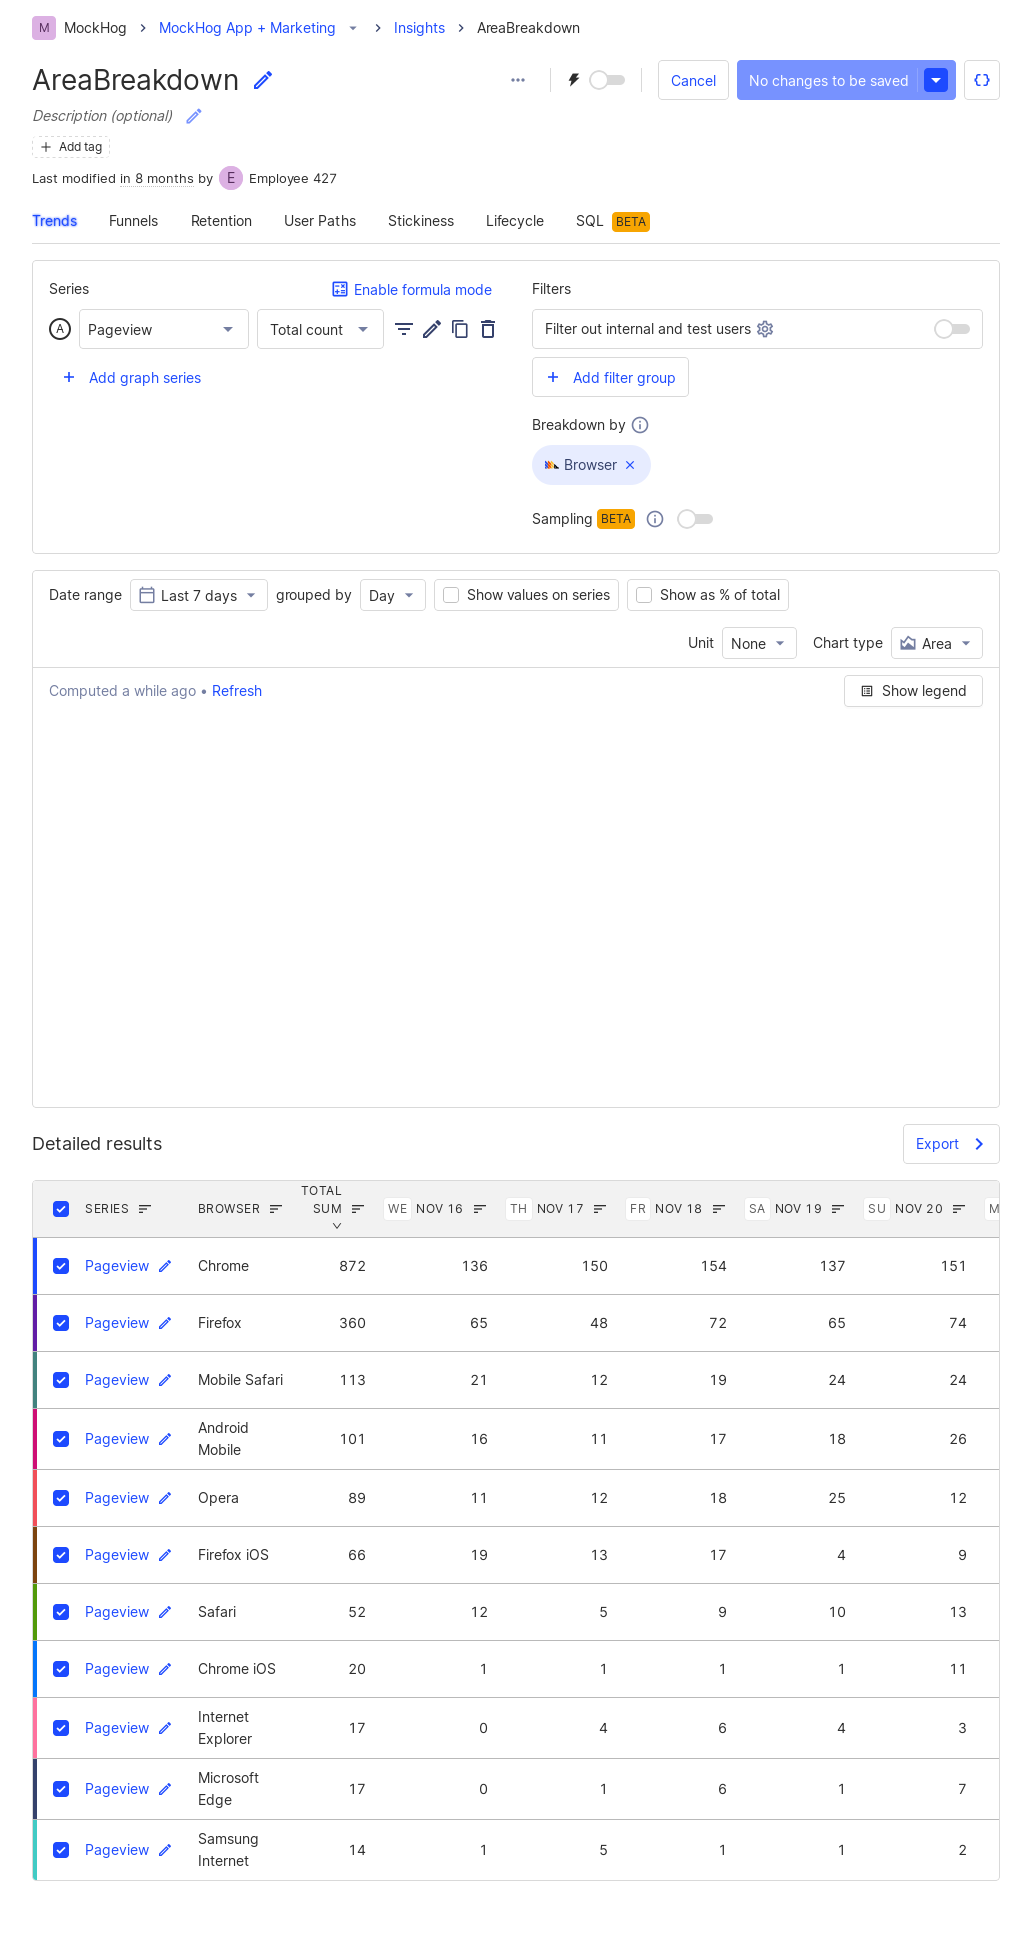 M MockHog MockHog App + Marketing Insights AreaBreakdown
AreaBreakdown Cancel No changes to be saved
Description (optional)
Add tag
Last modified in 8 months by E Employee 427
Trends Funnels Retention User Paths Stickiness Lifecycle SQL BETA
Series Enable formula mode Filters
A Pageview Total count Filter out internal and test users
Add graph series Add filter group
Breakdown by
Browser
Sampling BETA
Date range Last 7 days grouped by Day Show values on series Show as % of total
Unit None Chart type Area
Computed a while ago • Refresh Show legend
Detailed results Export
SERIES BROWSER TOTAL SUM WE NOV 16 TH NOV 17 FR NOV 18 SA NOV 19 SU NOV 20 M
Pageview Chrome 872 136 150 154 137 151
Pageview Firefox 360 65 48 72 65 74
Pageview Mobile Safari 113 21 12 19 24 24
Pageview Android Mobile 101 16 11 17 18 26
Pageview Opera 89 11 12 18 25 12
Pageview Firefox iOS 66 19 13 17 4 9
Pageview Safari 52 12 5 9 10 13
Pageview Chrome iOS 20 1 1 1 1 11
Pageview Internet Explorer 17 0 4 6 4 3
Pageview Microsoft Edge 17 0 1 6 1 7
Pageview Samsung Internet 14 1 5 1 1 2